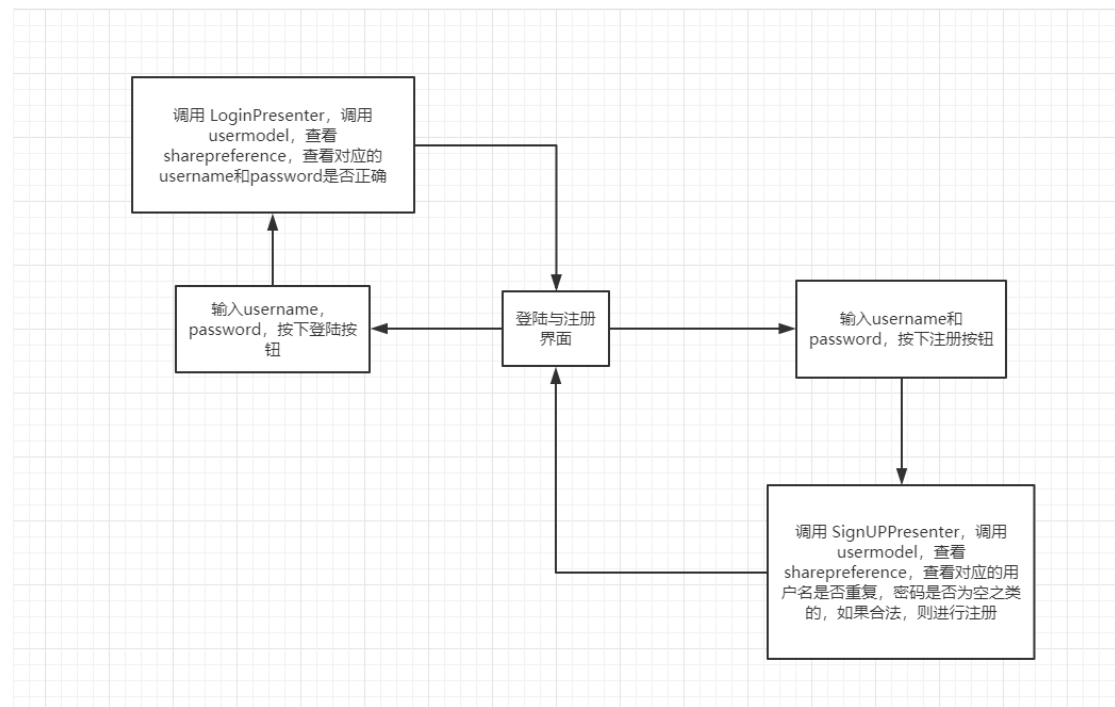 调用 LoginPresenter，调用
usermodel，查看
sharepreference，查看对应的
username和password是否正确
输入username，
password，按下登陆按
钮
登陆与注册
界面
输入username和
password，按下注册按钮
调用 SignUPPresenter，调用
usermodel，查看
sharepreference，查看对应的用
户名是否重复，密码是否为空之类
的，如果合法，则进行注册